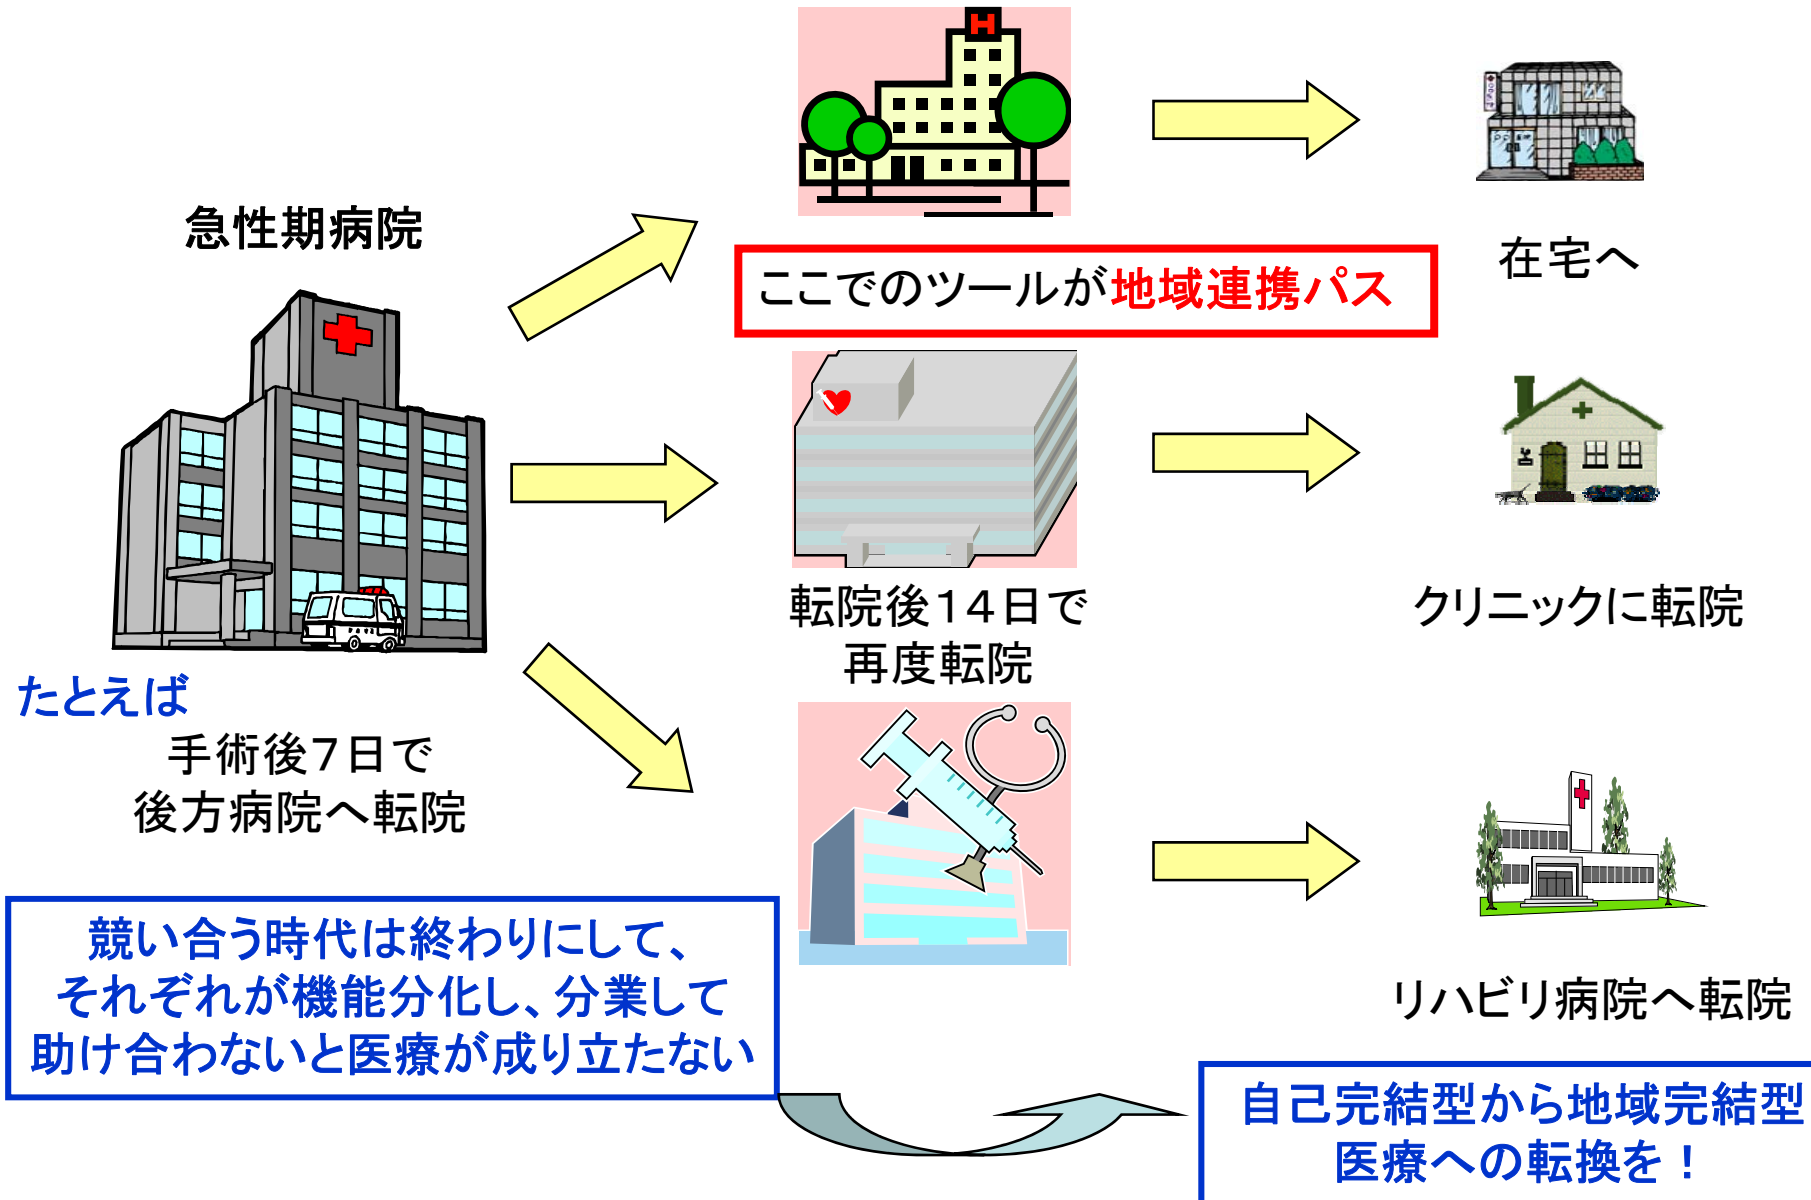 急性期病院
在宅へ
ここでのツールが地域連携パス
転院後14日で
再度転院
クリニックに転院
たとえば
手術後7日で
後方病院へ転院
競い合う時代は終わりにして、
それぞれが機能分化し、分業して
助け合わないと医療が成り立たない
リハビリ病院へ転院
自己完結型から地域完結型
医療への転換を！
H